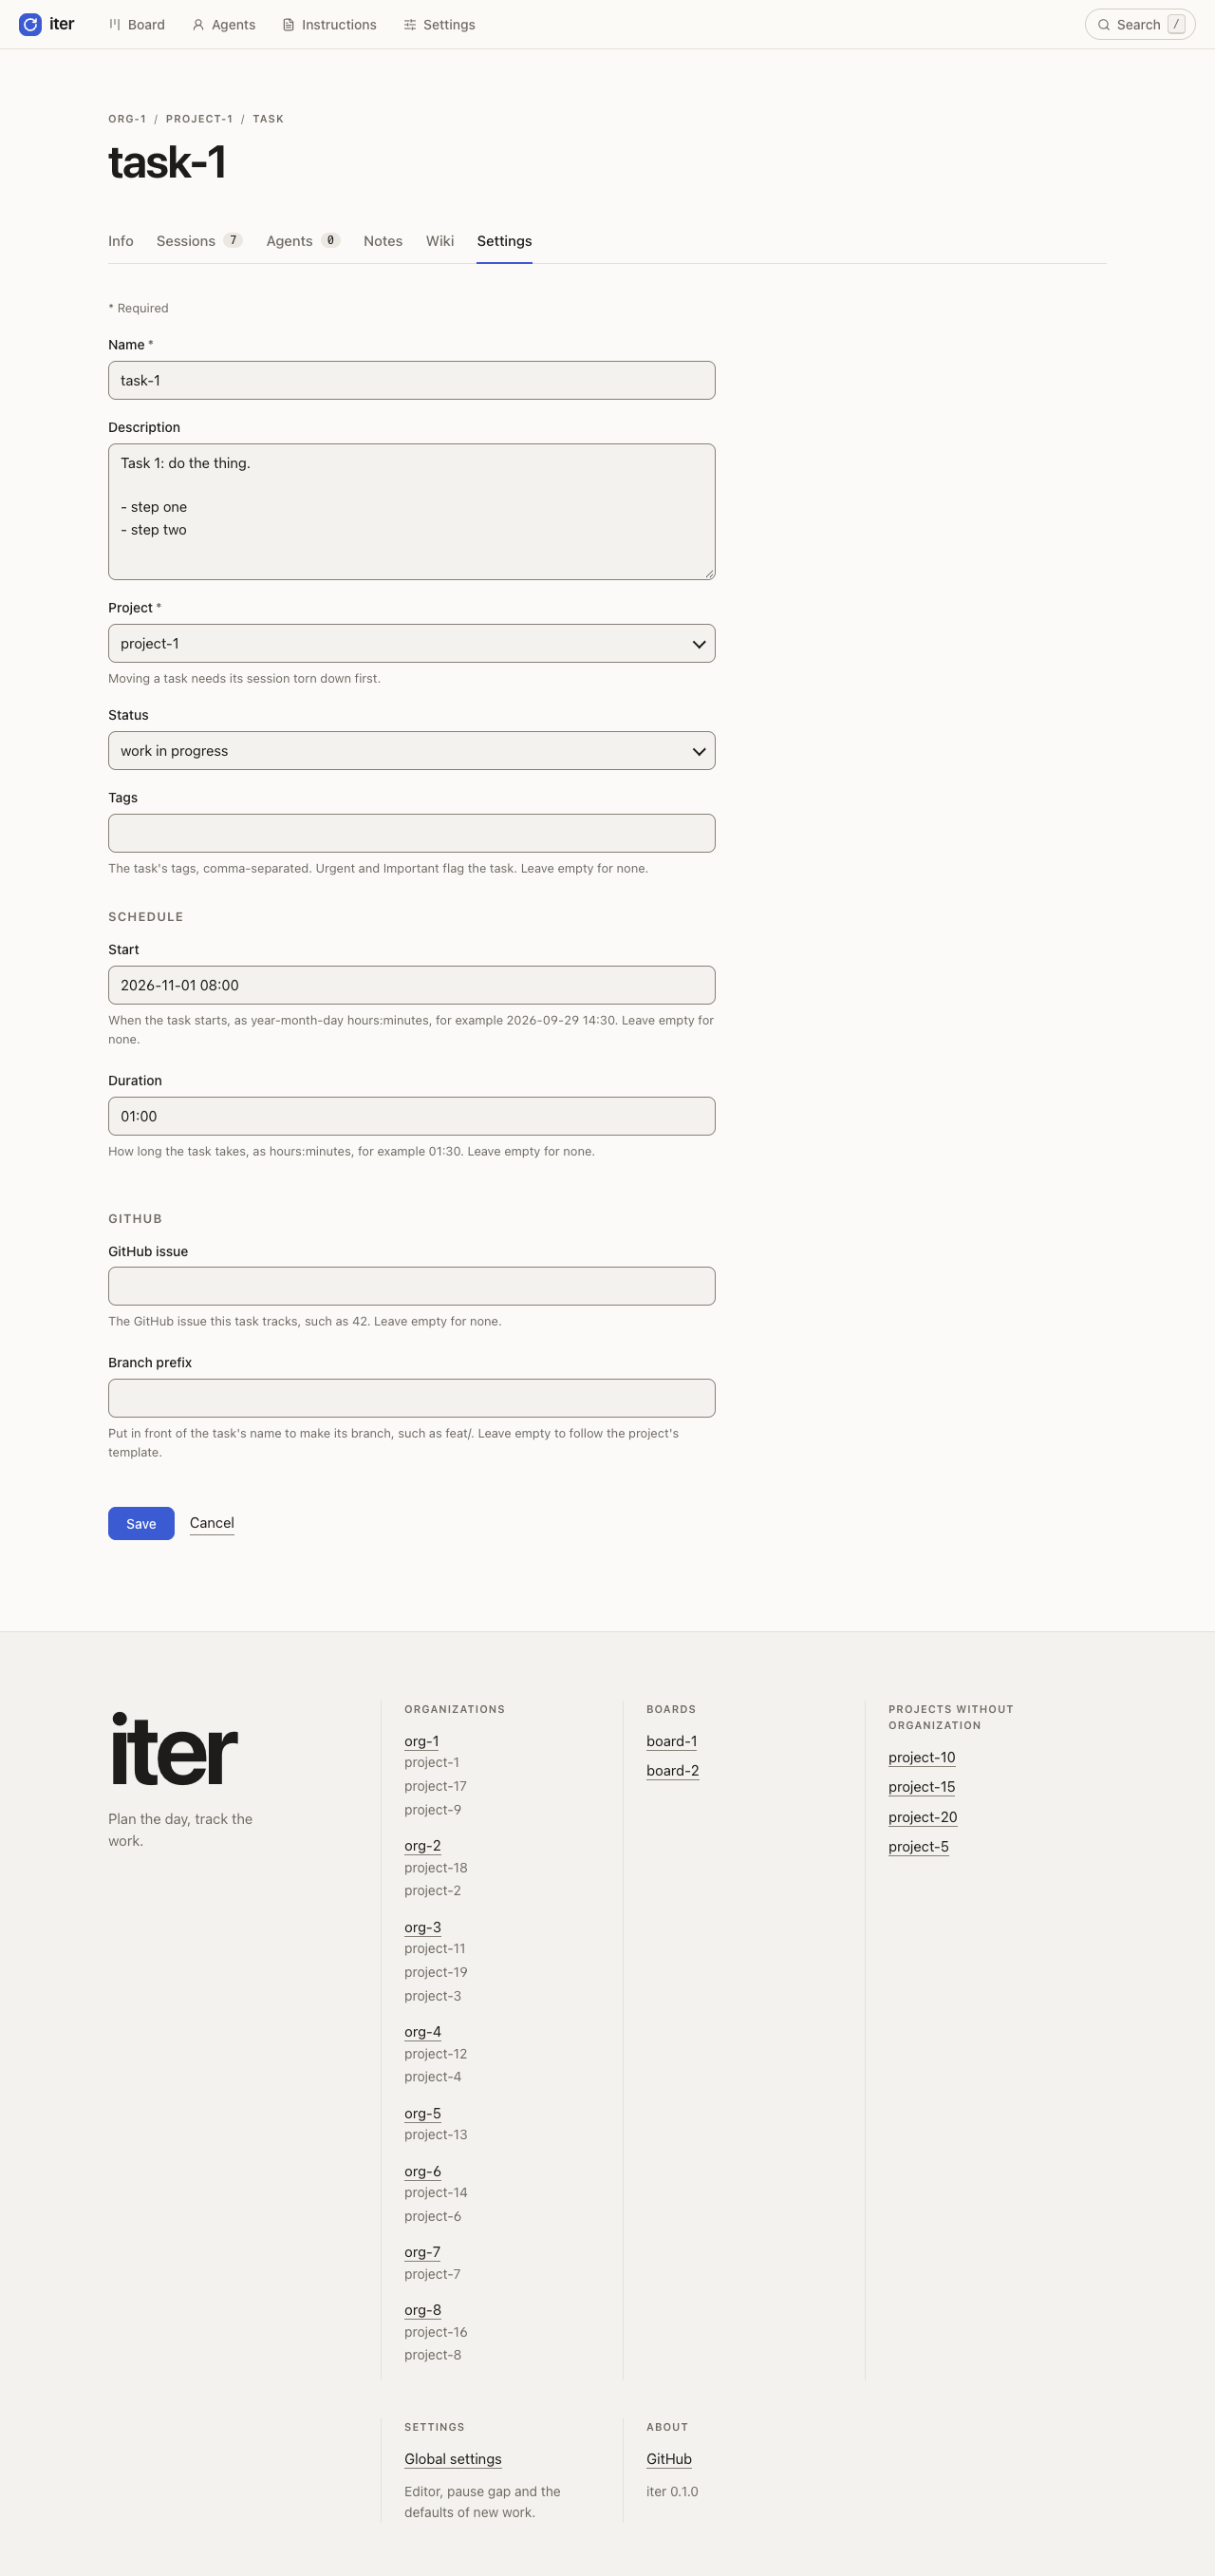 iter
Board
Agents
Instructions
Settings
Search /
ORG-1 / PROJECT-1 / TASK
task-1
Info
Sessions 7
Agents 0
Notes
Wiki
Settings
* Required
Name *
task-1
Description
Task 1: do the thing.
- step one
- step two
Project *
project-1
Moving a task needs its session torn down first.
Status
work in progress
Tags
The task's tags, comma-separated. Urgent and Important flag the task. Leave empty for none.
SCHEDULE
Start
2026-11-01 08:00
When the task starts, as year-month-day hours:minutes, for example 2026-09-29 14:30. Leave empty for
none.
Duration
01:00
How long the task takes, as hours:minutes, for example 01:30. Leave empty for none.
GITHUB
GitHub issue
The GitHub issue this task tracks, such as 42. Leave empty for none.
Branch prefix
Put in front of the task's name to make its branch, such as feat/. Leave empty to follow the project's
template.
Save
Cancel
iter
Plan the day, track the
work.
ORGANIZATIONS
org-1
project-1
project-17
project-9
org-2
project-18
project-2
org-3
project-11
project-19
project-3
org-4
project-12
project-4
org-5
project-13
org-6
project-14
project-6
org-7
project-7
org-8
project-16
project-8
BOARDS
board-1
board-2
PROJECTS WITHOUT
ORGANIZATION
project-10
project-15
project-20
project-5
SETTINGS
Global settings
Editor, pause gap and the
defaults of new work.
ABOUT
GitHub
iter 0.1.0